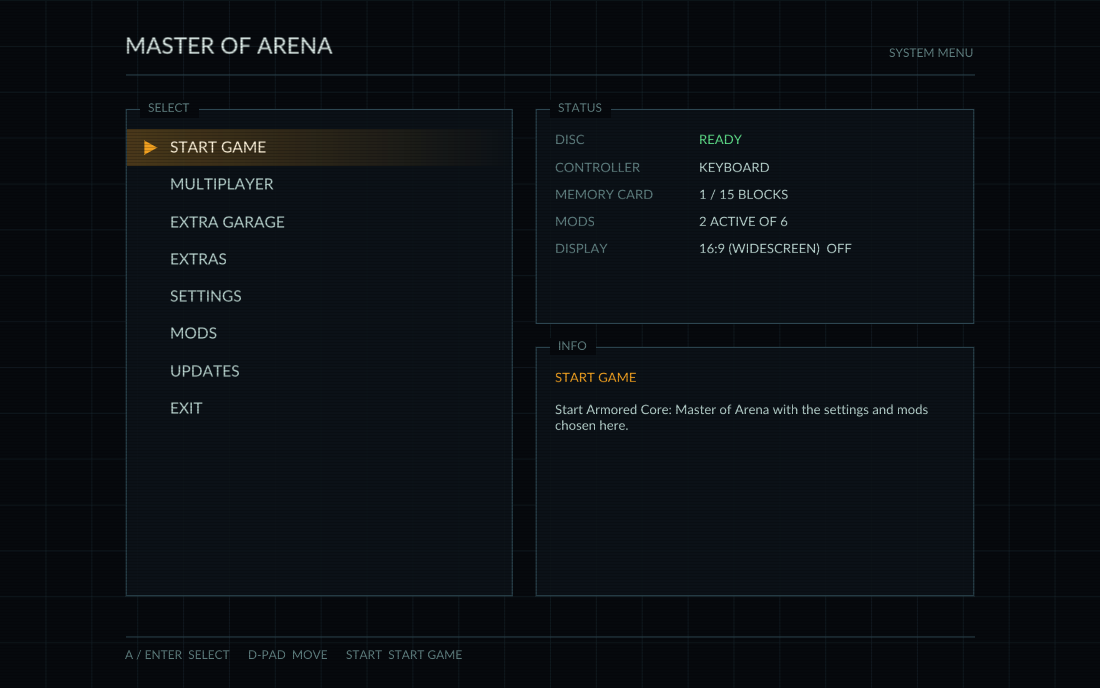 MASTER OF ARENA
SYSTEM MENU
SELECT
START GAME
MULTIPLAYER
EXTRA GARAGE
EXTRAS
SETTINGS
MODS
UPDATES
EXIT
STATUS
DISC READY
CONTROLLER KEYBOARD
MEMORY CARD 1 / 15 BLOCKS
MODS 2 ACTIVE OF 6
DISPLAY 16:9 (WIDESCREEN) OFF
INFO
START GAME
Start Armored Core: Master of Arena with the settings and mods
chosen here.
A / ENTER SELECT D-PAD MOVE START START GAME